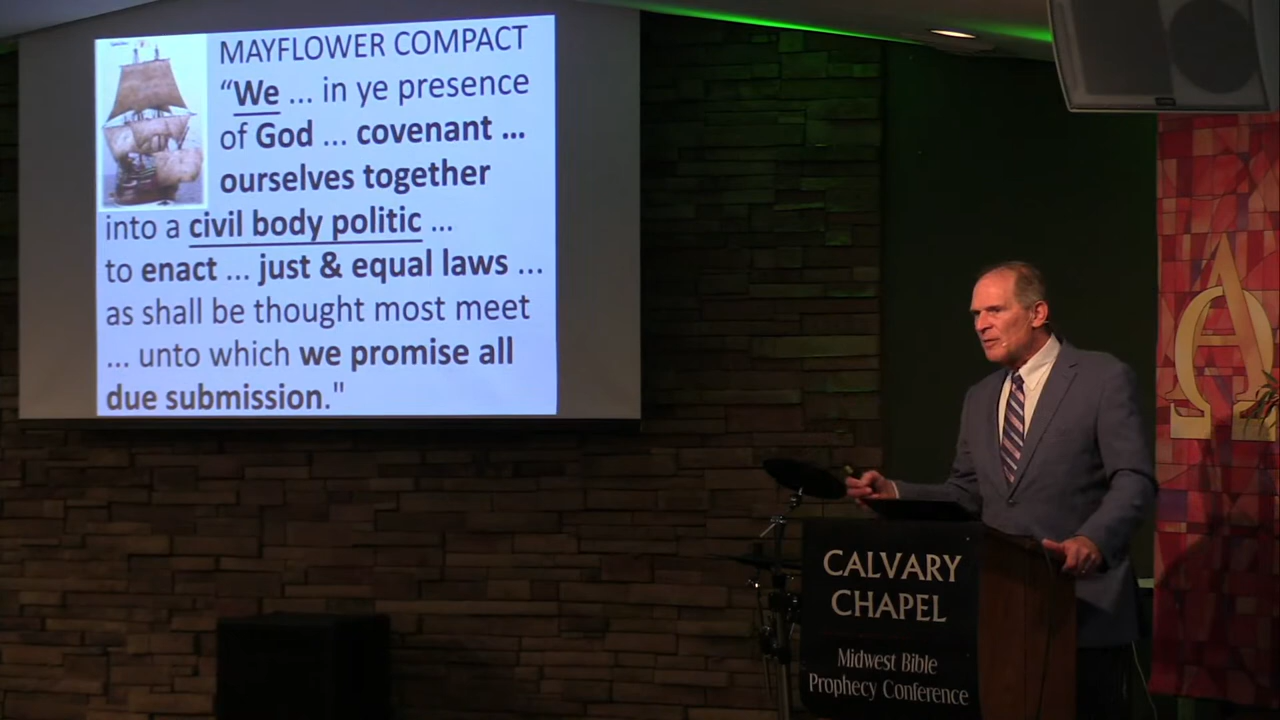 MAYFLOWER COMPACT
“We ... in ye presence
of God ... covenant ...
ourselves together
into a civil body politic ...
to enact ... just & equal laws ...
as shall be thought most meet
... unto which we promise all
due submission."
CALVARY
CHAPEL
Midwest Bible
Prophecy Conference